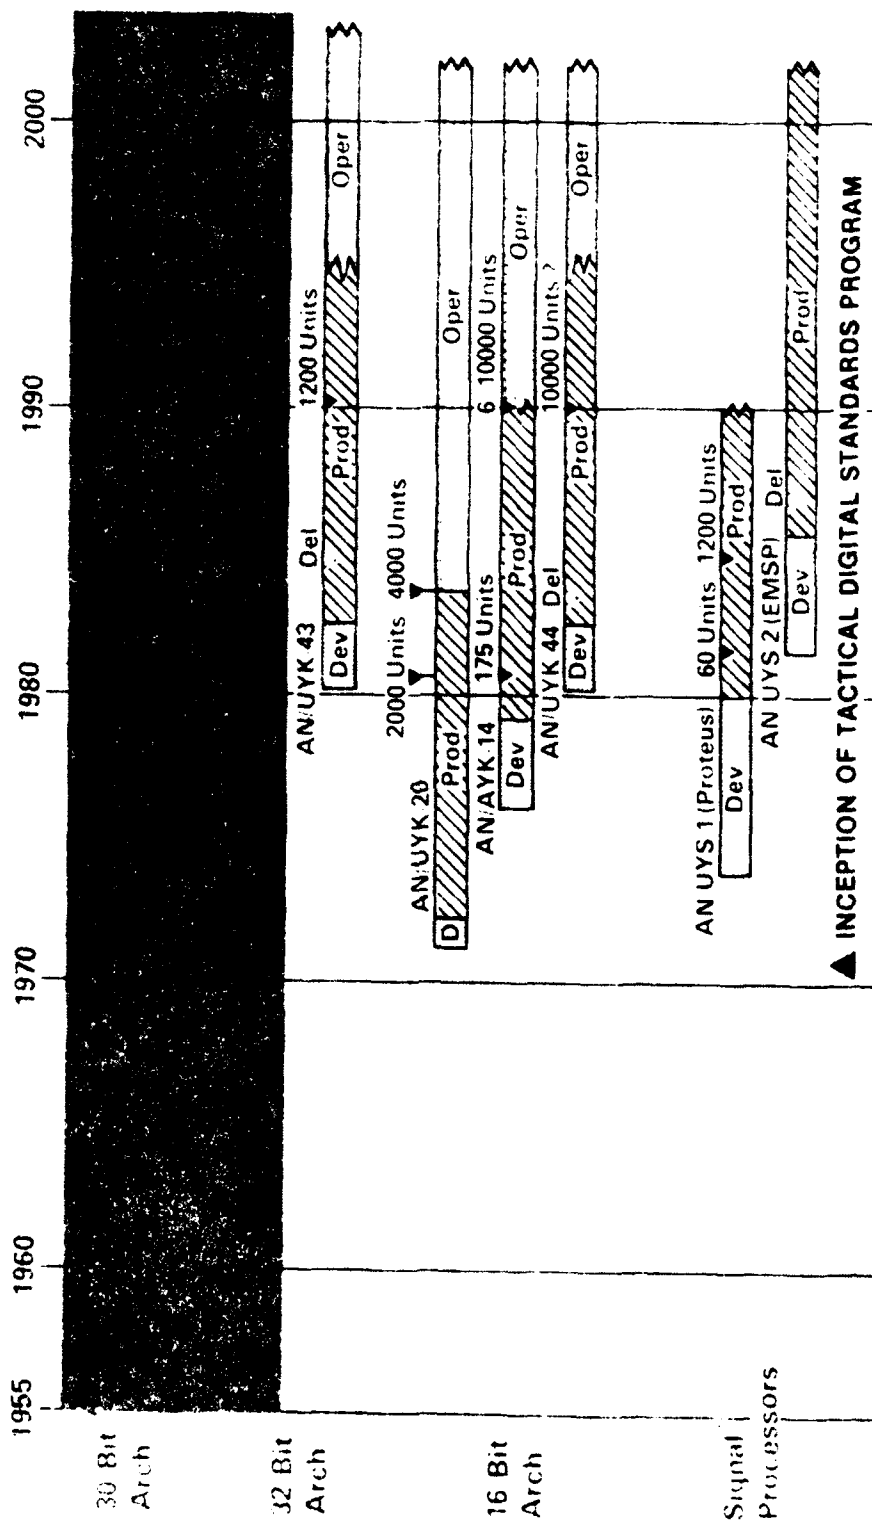 1955 1960 1970 1980 1990 2000
30 Bit
Arch
32 Bit
Arch
AN/UYK 43 Del 1200 Units
Dev Prod Oper
2000 Units 4000 Units
AN/UYK 20
D Prod Oper
16 Bit
Arch
AN/AYK 14 175 Units 6 10000 Units
Dev Prod Oper
AN/UYK 44 Del 10000 Units ?
Dev Prod Oper
Signal
Processors
AN UYS 1 (Proteus) 60 Units 1200 Units
Dev Prod
AN UYS 2 (EMSP) Del
Dev Prod
▲ INCEPTION OF TACTICAL DIGITAL STANDARDS PROGRAM